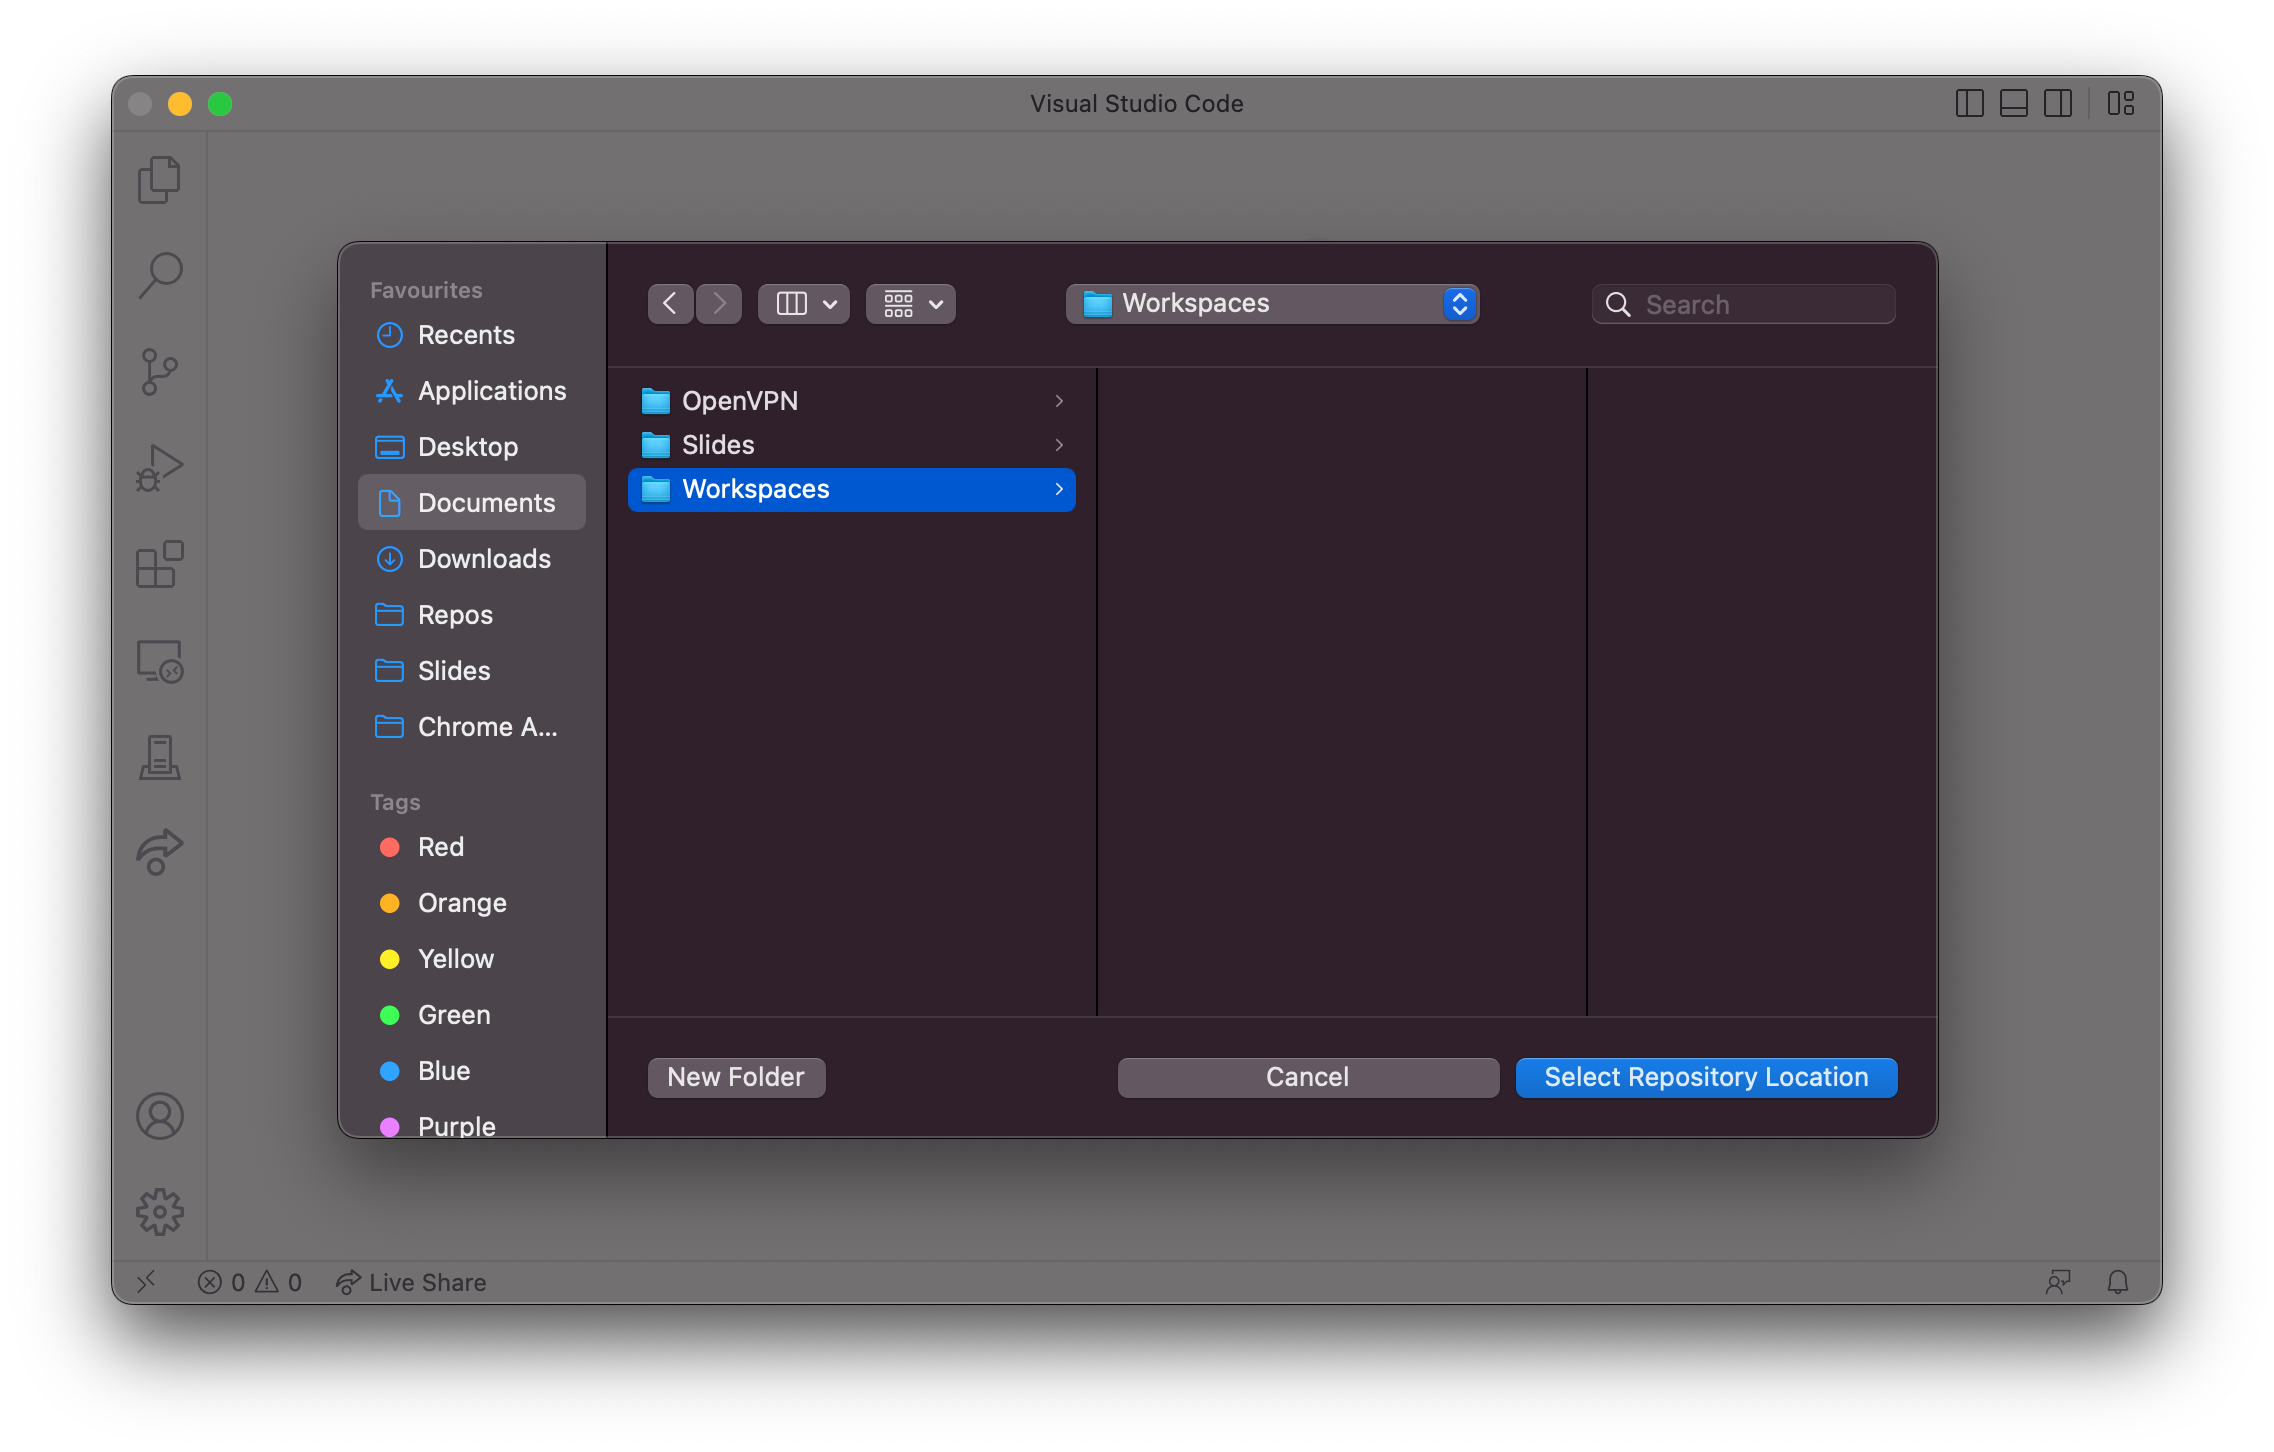 Visual Studio Code
Favourites
Recents
Applications
Desktop
Documents
Downloads
Repos
Slides
Chrome A...
Tags
Red
Orange
Yellow
Green
Blue
Purple
Workspaces
Search
OpenVPN
Slides
Workspaces
New Folder
Cancel
Select Repository Location
0 0 Live Share